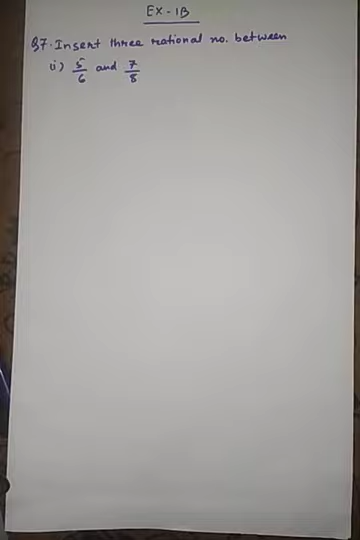 EX-1B
Q7. Insert three rational no. between
(i) 5/6 and 7/8